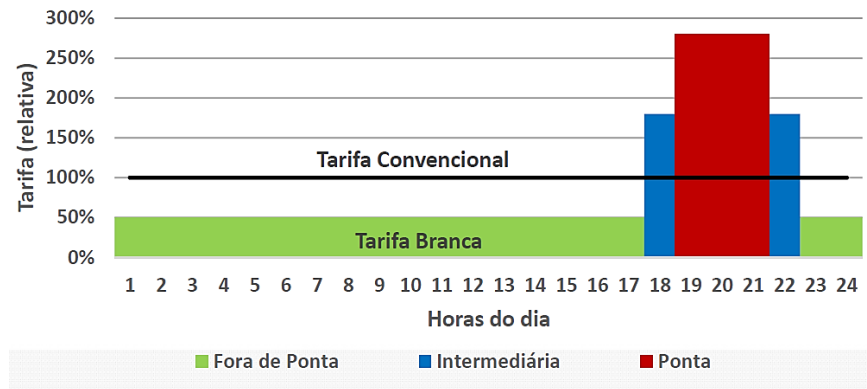 300%
250%
200%
150%
100%
50%
0%
Tarifa (relativa)
Tarifa Convencional
Tarifa Branca
1 2 3 4 5 6 7 8 9 10 11 12 13 14 15 16 17 18 19 20 21 22 23 24
Horas do dia
Fora de Ponta Intermediária Ponta